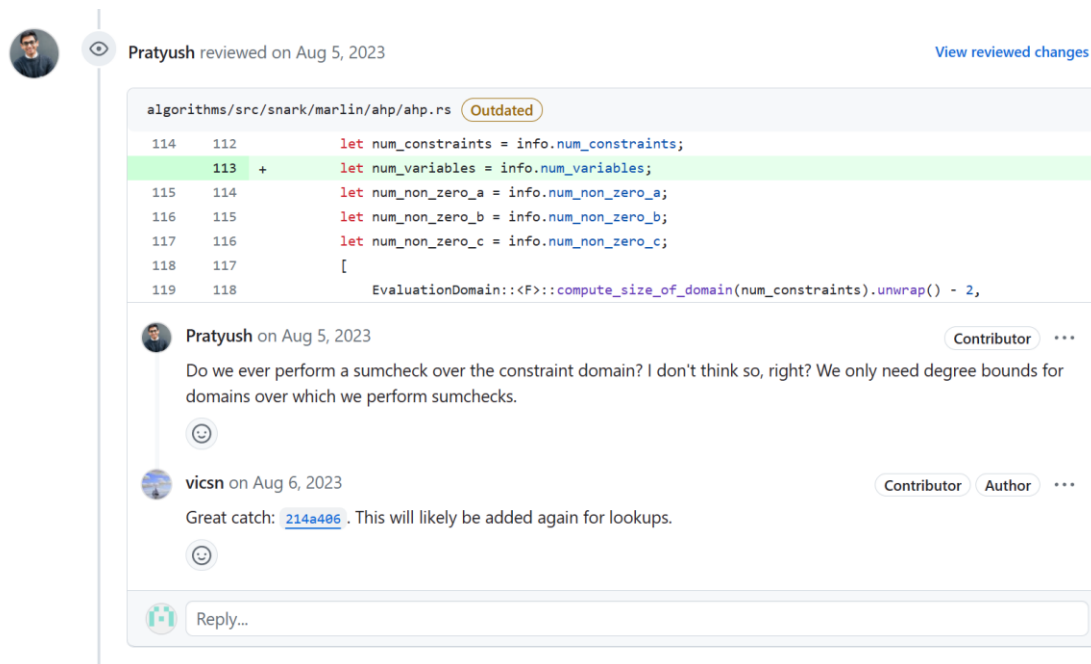 Pratyush reviewed on Aug 5, 2023
View reviewed changes
algorithms/src/snark/marlin/ahp/ahp.rs Outdated
114 112 let num_constraints = info.num_constraints;
113 + let num_variables = info.num_variables;
115 114 let num_non_zero_a = info.num_non_zero_a;
116 115 let num_non_zero_b = info.num_non_zero_b;
117 116 let num_non_zero_c = info.num_non_zero_c;
118 117 [
119 118 EvaluationDomain::<F>::compute_size_of_domain(num_constraints).unwrap() - 2,
Pratyush on Aug 5, 2023
Contributor ...
Do we ever perform a sumcheck over the constraint domain? I don't think so, right? We only need degree bounds for
domains over which we perform sumchecks.
vicsn on Aug 6, 2023
Contributor Author ...
Great catch: 214a406 . This will likely be added again for lookups.
Reply...